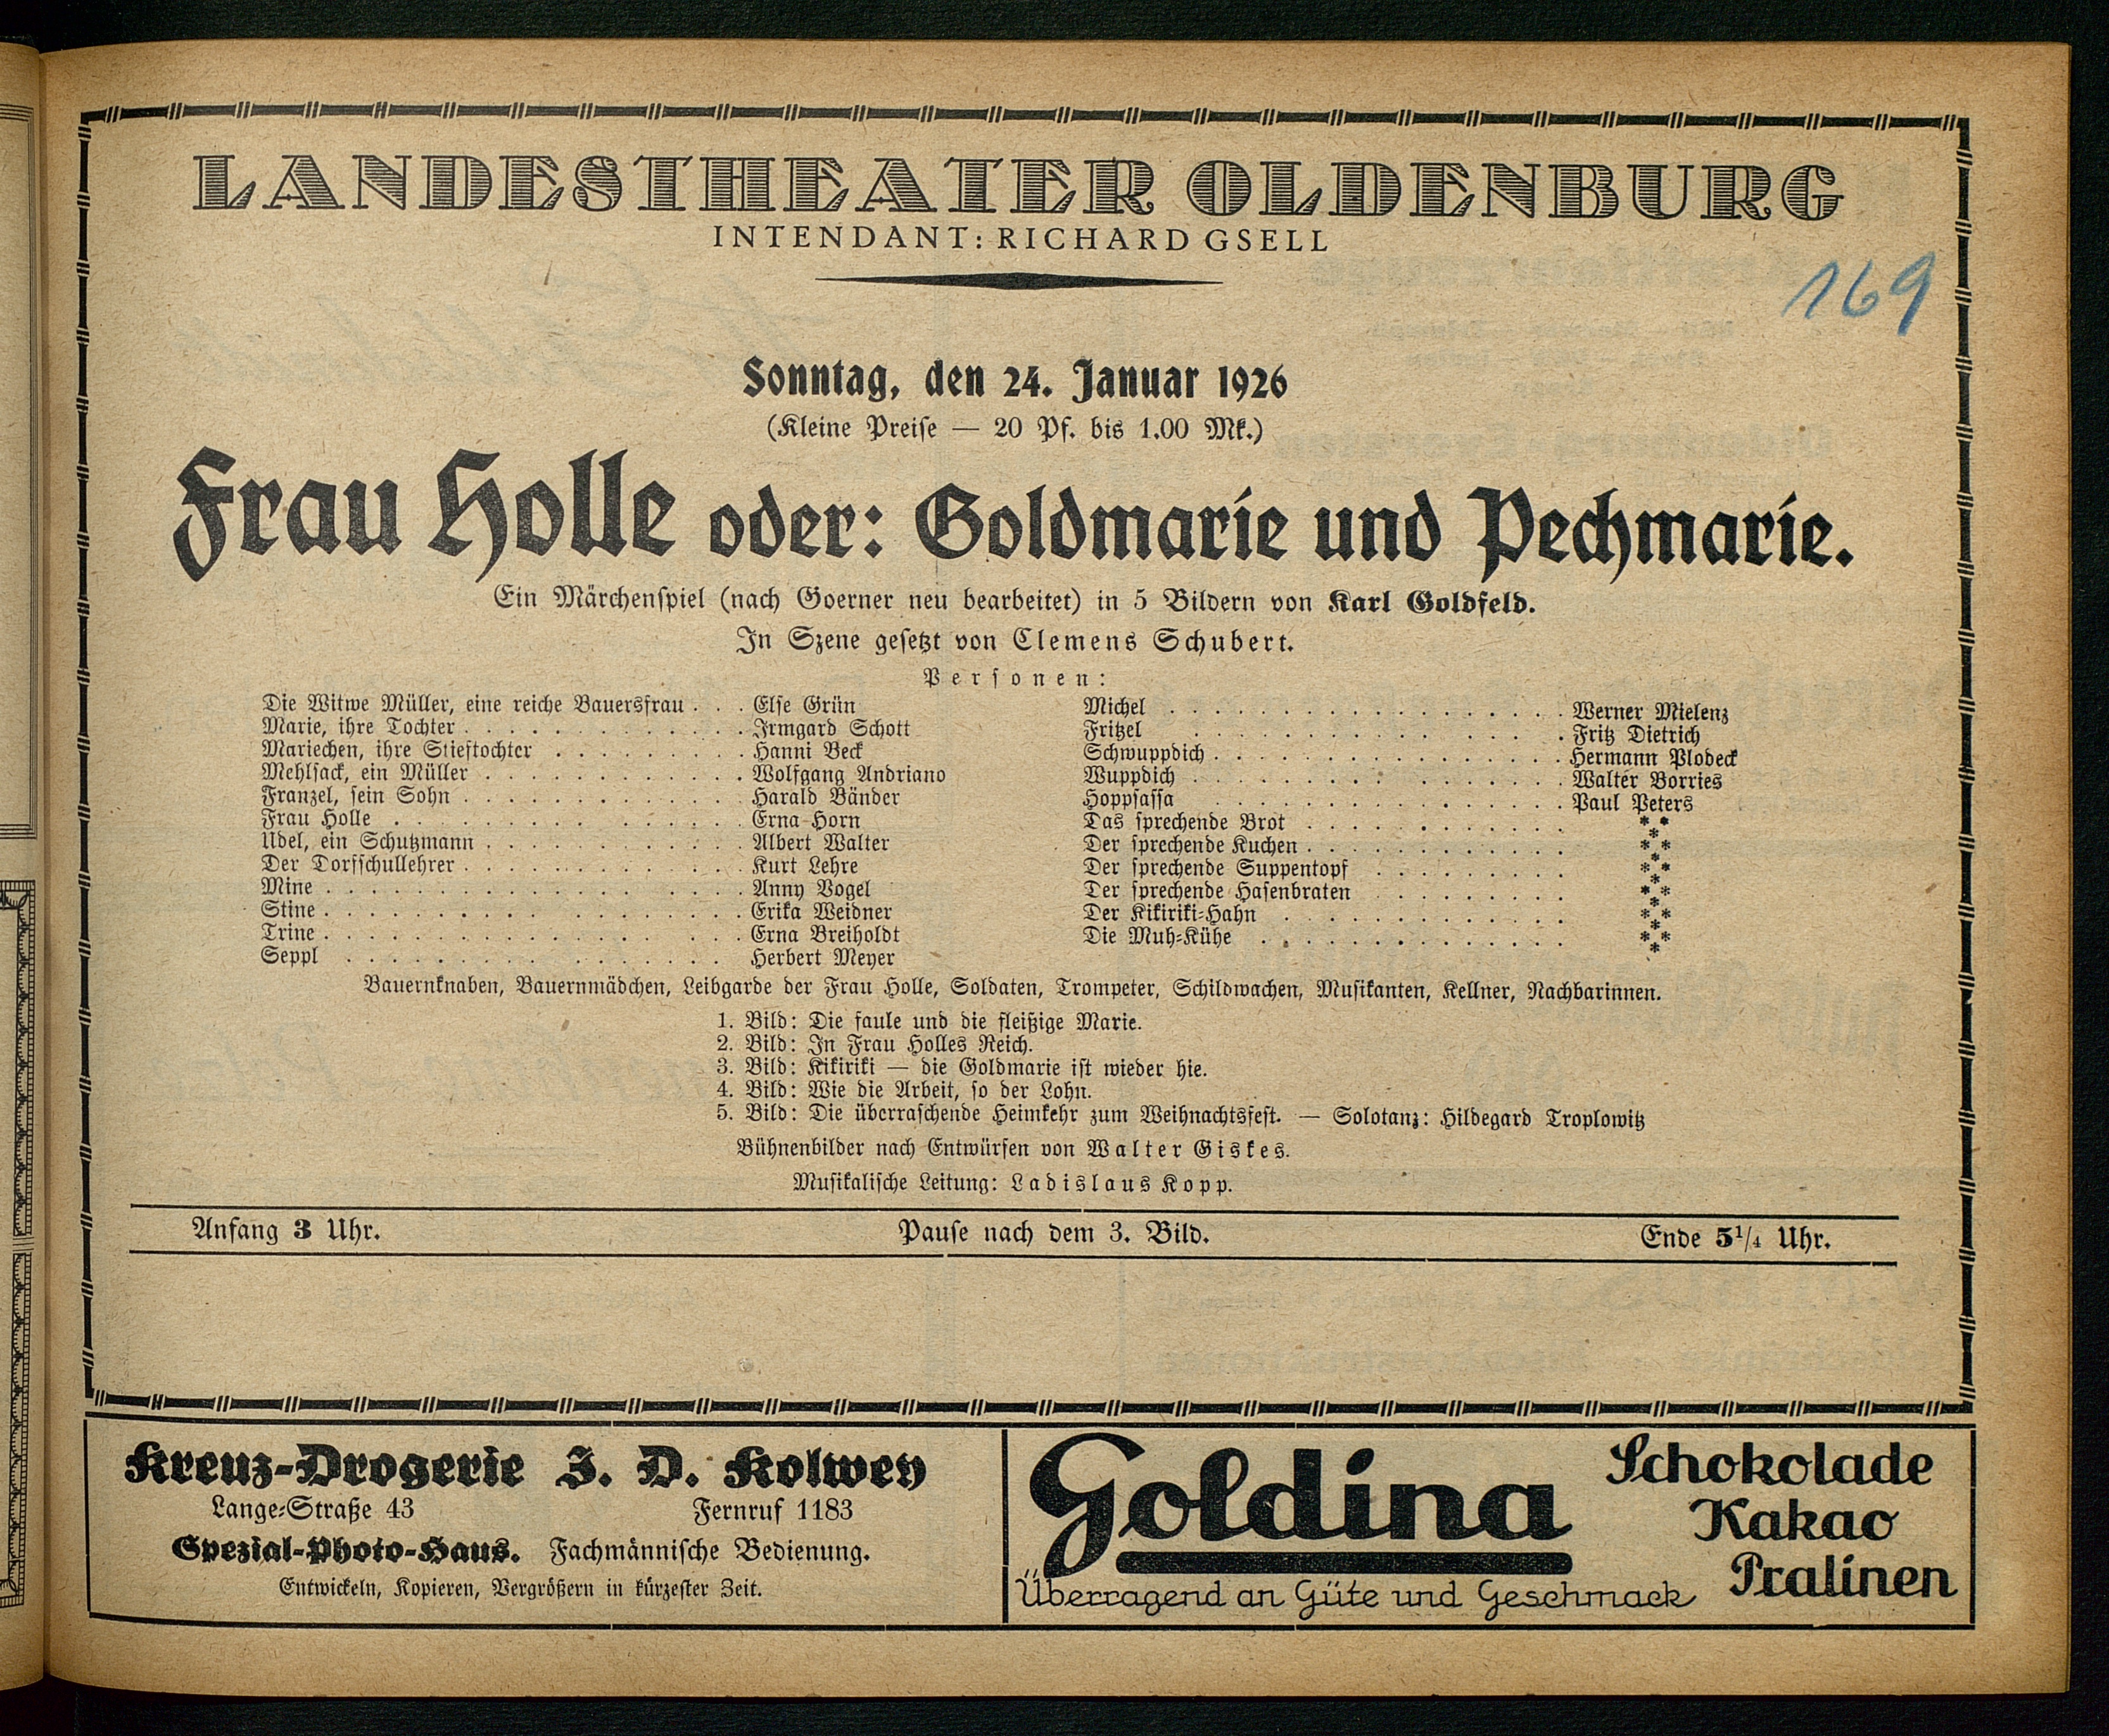 LANDESTHEATER OLDENBURG
INTENDANT: RICHARD GSELL
169
Sonntag, den 24. Januar 1926
(Kleine Preise — 20 Pf. bis 1.00 Mk.)
Frau Holle oder: Goldmarie und Pechmarie.
Ein Märchenspiel (nach Goerner neu bearbeitet) in 5 Bildern von Karl Goldfeld.
In Szene gesetzt von Clemens Schubert.
Personen:
Die Witwe Müller, eine reiche Bauersfrau . . . Else Grün
Marie, ihre Tochter . . . Irmgard Schott
Mariechen, ihre Stieftochter . . . Hanni Beck
Mehlsack, ein Müller . . . Wolfgang Andriano
Franzel, sein Sohn . . . Harald Bänder
Frau Holle . . . Erna Horn
Udel, ein Schutzmann . . . Albert Walter
Der Dorfschullehrer . . . Kurt Lehre
Mine . . . Anny Vogel
Stine . . . Erika Weidner
Trine . . . Erna Breiholdt
Seppl . . . Herbert Meyer
Michel . . . Werner Mielenz
Fritzel . . . Fritz Dietrich
Schwuppdich . . . Hermann Plodeck
Wuppdich . . . Walter Borries
Hoppsassa . . . Paul Peters
Das sprechende Brot . . . ***
Der sprechende Kuchen . . . ***
Der sprechende Suppentopf . . . ***
Der sprechende Hasenbraten . . . ***
Der Kikiriki-Hahn . . . ***
Die Muh-Kühe . . . ***
Bauernknaben, Bauernmädchen, Leibgarde der Frau Holle, Soldaten, Trompeter, Schildwachen, Musikanten, Kellner, Nachbarinnen.
1. Bild: Die faule und die fleißige Marie.
2. Bild: In Frau Holles Reich.
3. Bild: Kikiriki — die Goldmarie ist wieder hie.
4. Bild: Wie die Arbeit, so der Lohn.
5. Bild: Die überraschende Heimkehr zum Weihnachtsfest. — Solotanz: Hildegard Troplowitz
Bühnenbilder nach Entwürfen von Walter Giskes.
Musikalische Leitung: Ladislaus Kopp.
Anfang 3 Uhr. Pause nach dem 3. Bild. Ende 5¼ Uhr.
Kreuz-Drogerie J. D. Kolwey
Lange-Straße 43 Fernruf 1183
Spezial-Photo-Haus. Fachmännische Bedienung.
Entwickeln, Kopieren, Vergrößern in kürzester Zeit.
Goldina
Überragend an Güte und Geschmack
Schokolade
Kakao
Pralinen